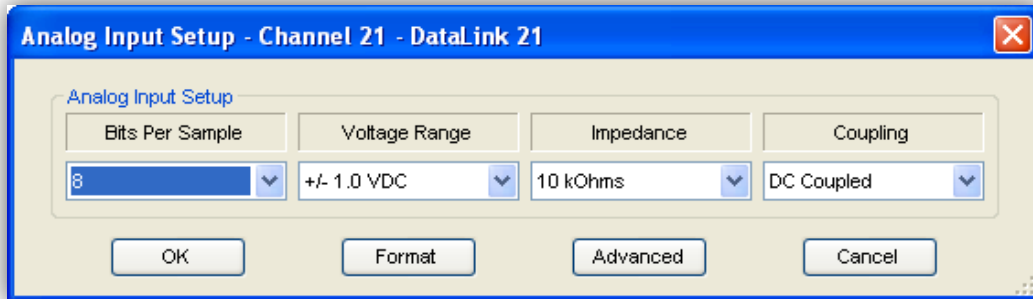 Analog Input Setup - Channel 21 - DataLink 21
Analog Input Setup
Bits Per Sample Voltage Range Impedance Coupling
8 +/- 1.0 VDC 10 kOhms DC Coupled
OK Format Advanced Cancel